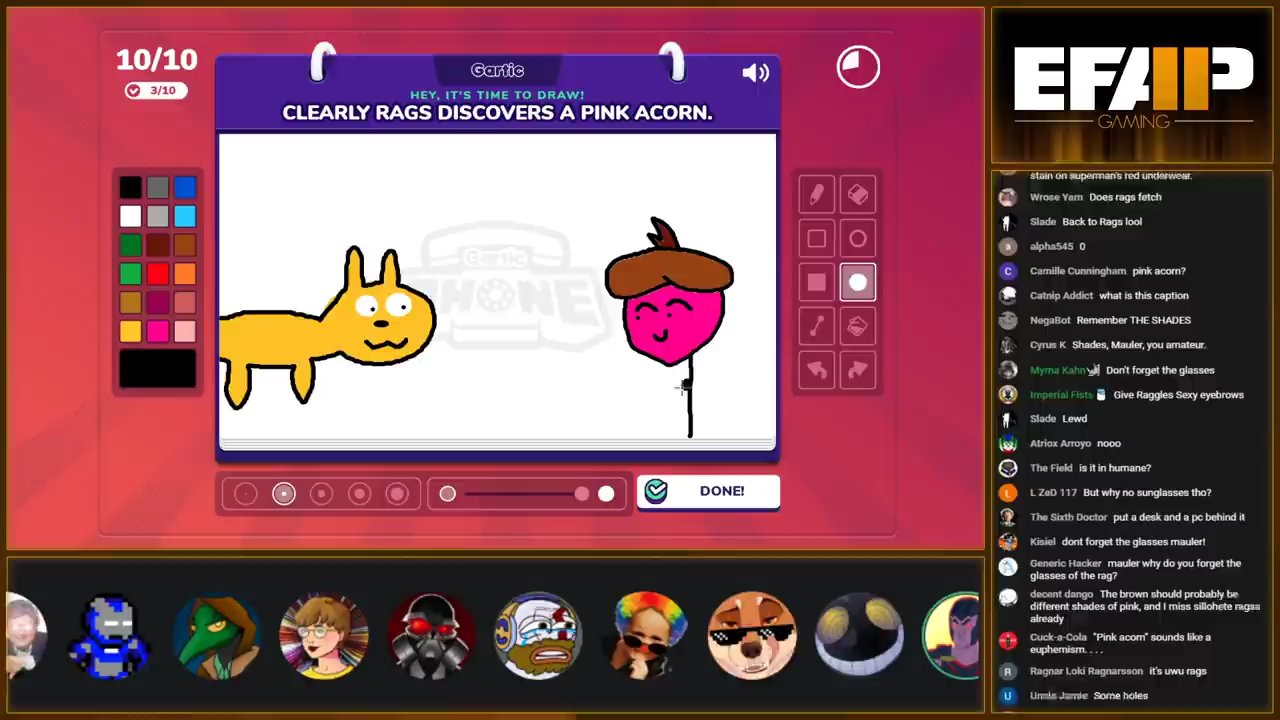 10/10
3/10
Gartic
HEY, IT'S TIME TO DRAW!
CLEARLY RAGS DISCOVERS A PINK ACORN.
Gartic
PHONE
DONE!
EFAP
GAMING
stain on superman's red underwear.
Wrose Yarn Does rags fetch
Slade Back to Rags lool
alpha545 0
Camille Cunningham pink acorn?
Catnip Addict what is this caption
NegaBot Remember THE SHADES
Cyrus K Shades, Mauler, you amateur.
Myrna Kahn Don't forget the glasses
Imperial Fists Give Raggles Sexy eyebrows
Slade Lewd
Atriox Arroyo nooo
The Field is it in humane?
L ZaD 117 But why no sunglasses tho?
The Sixth Doctor put a desk and a pc behind it
Kisiel dont forget the glasses mauler!
Generic Hacker mauler why do you forget the
glasses of the rag?
decent dango The brown should probably be
different shades of pink, and I miss sillohete ragss
already
Cuck-a-Cola "Pink acorn" sounds like a
euphemism. . . .
Ragnar Loki Ragnarsson it's uwu rags
Uncle Jamie Some holes